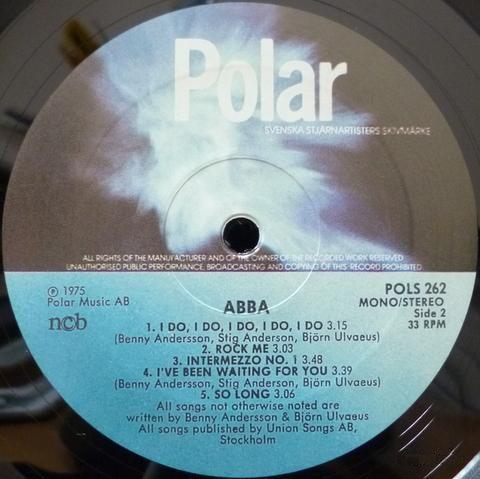 Polar
SVENSKA STJÄRNARTISTERS SKIVMÄRKE
ALL RIGHTS OF THE MANUFACTURER AND OF THE OWNER OF THE RECORDED WORK RESERVED
UNAUTHORISED PUBLIC PERFORMANCE, BROADCASTING AND COPYING OF THIS RECORD PROHIBITED
℗ 1975
Polar Music AB
ncb
POLS 262
MONO/STEREO
Side 2
33 RPM
ABBA
1. I DO, I DO, I DO, I DO, I DO 3.15
(Benny Andersson, Stig Anderson, Björn Ulvaeus)
2. ROCK ME 3.03
3. INTERMEZZO NO. 1 3.48
4. I'VE BEEN WAITING FOR YOU 3.39
(Benny Andersson, Stig Anderson, Björn Ulvaeus)
5. SO LONG 3.06
All songs not otherwise noted are
written by Benny Andersson & Björn Ulvaeus
All songs published by Union Songs AB,
Stockholm